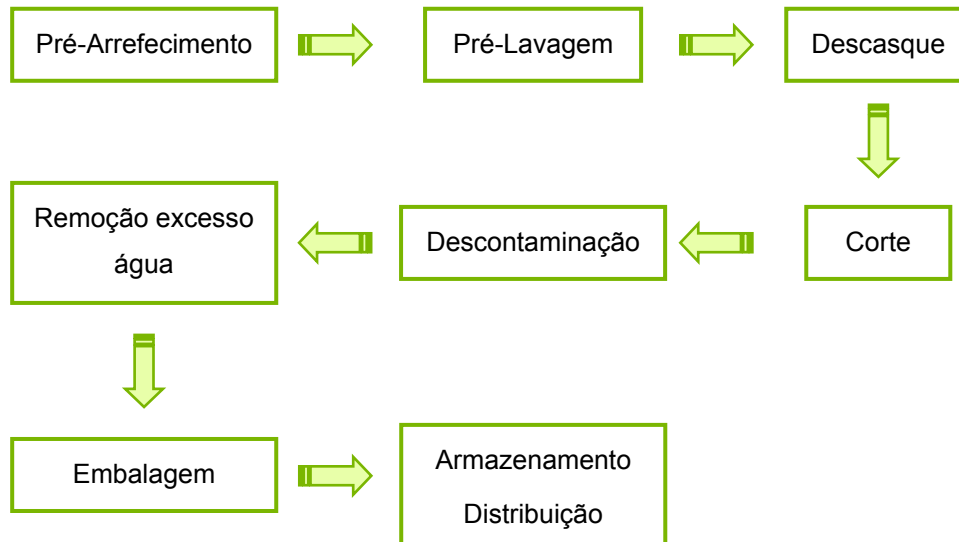 Pré-Arrefecimento
Pré-Lavagem
Descasque
Corte
Descontaminação
Remoção excesso
água
Embalagem
Armazenamento
Distribuição